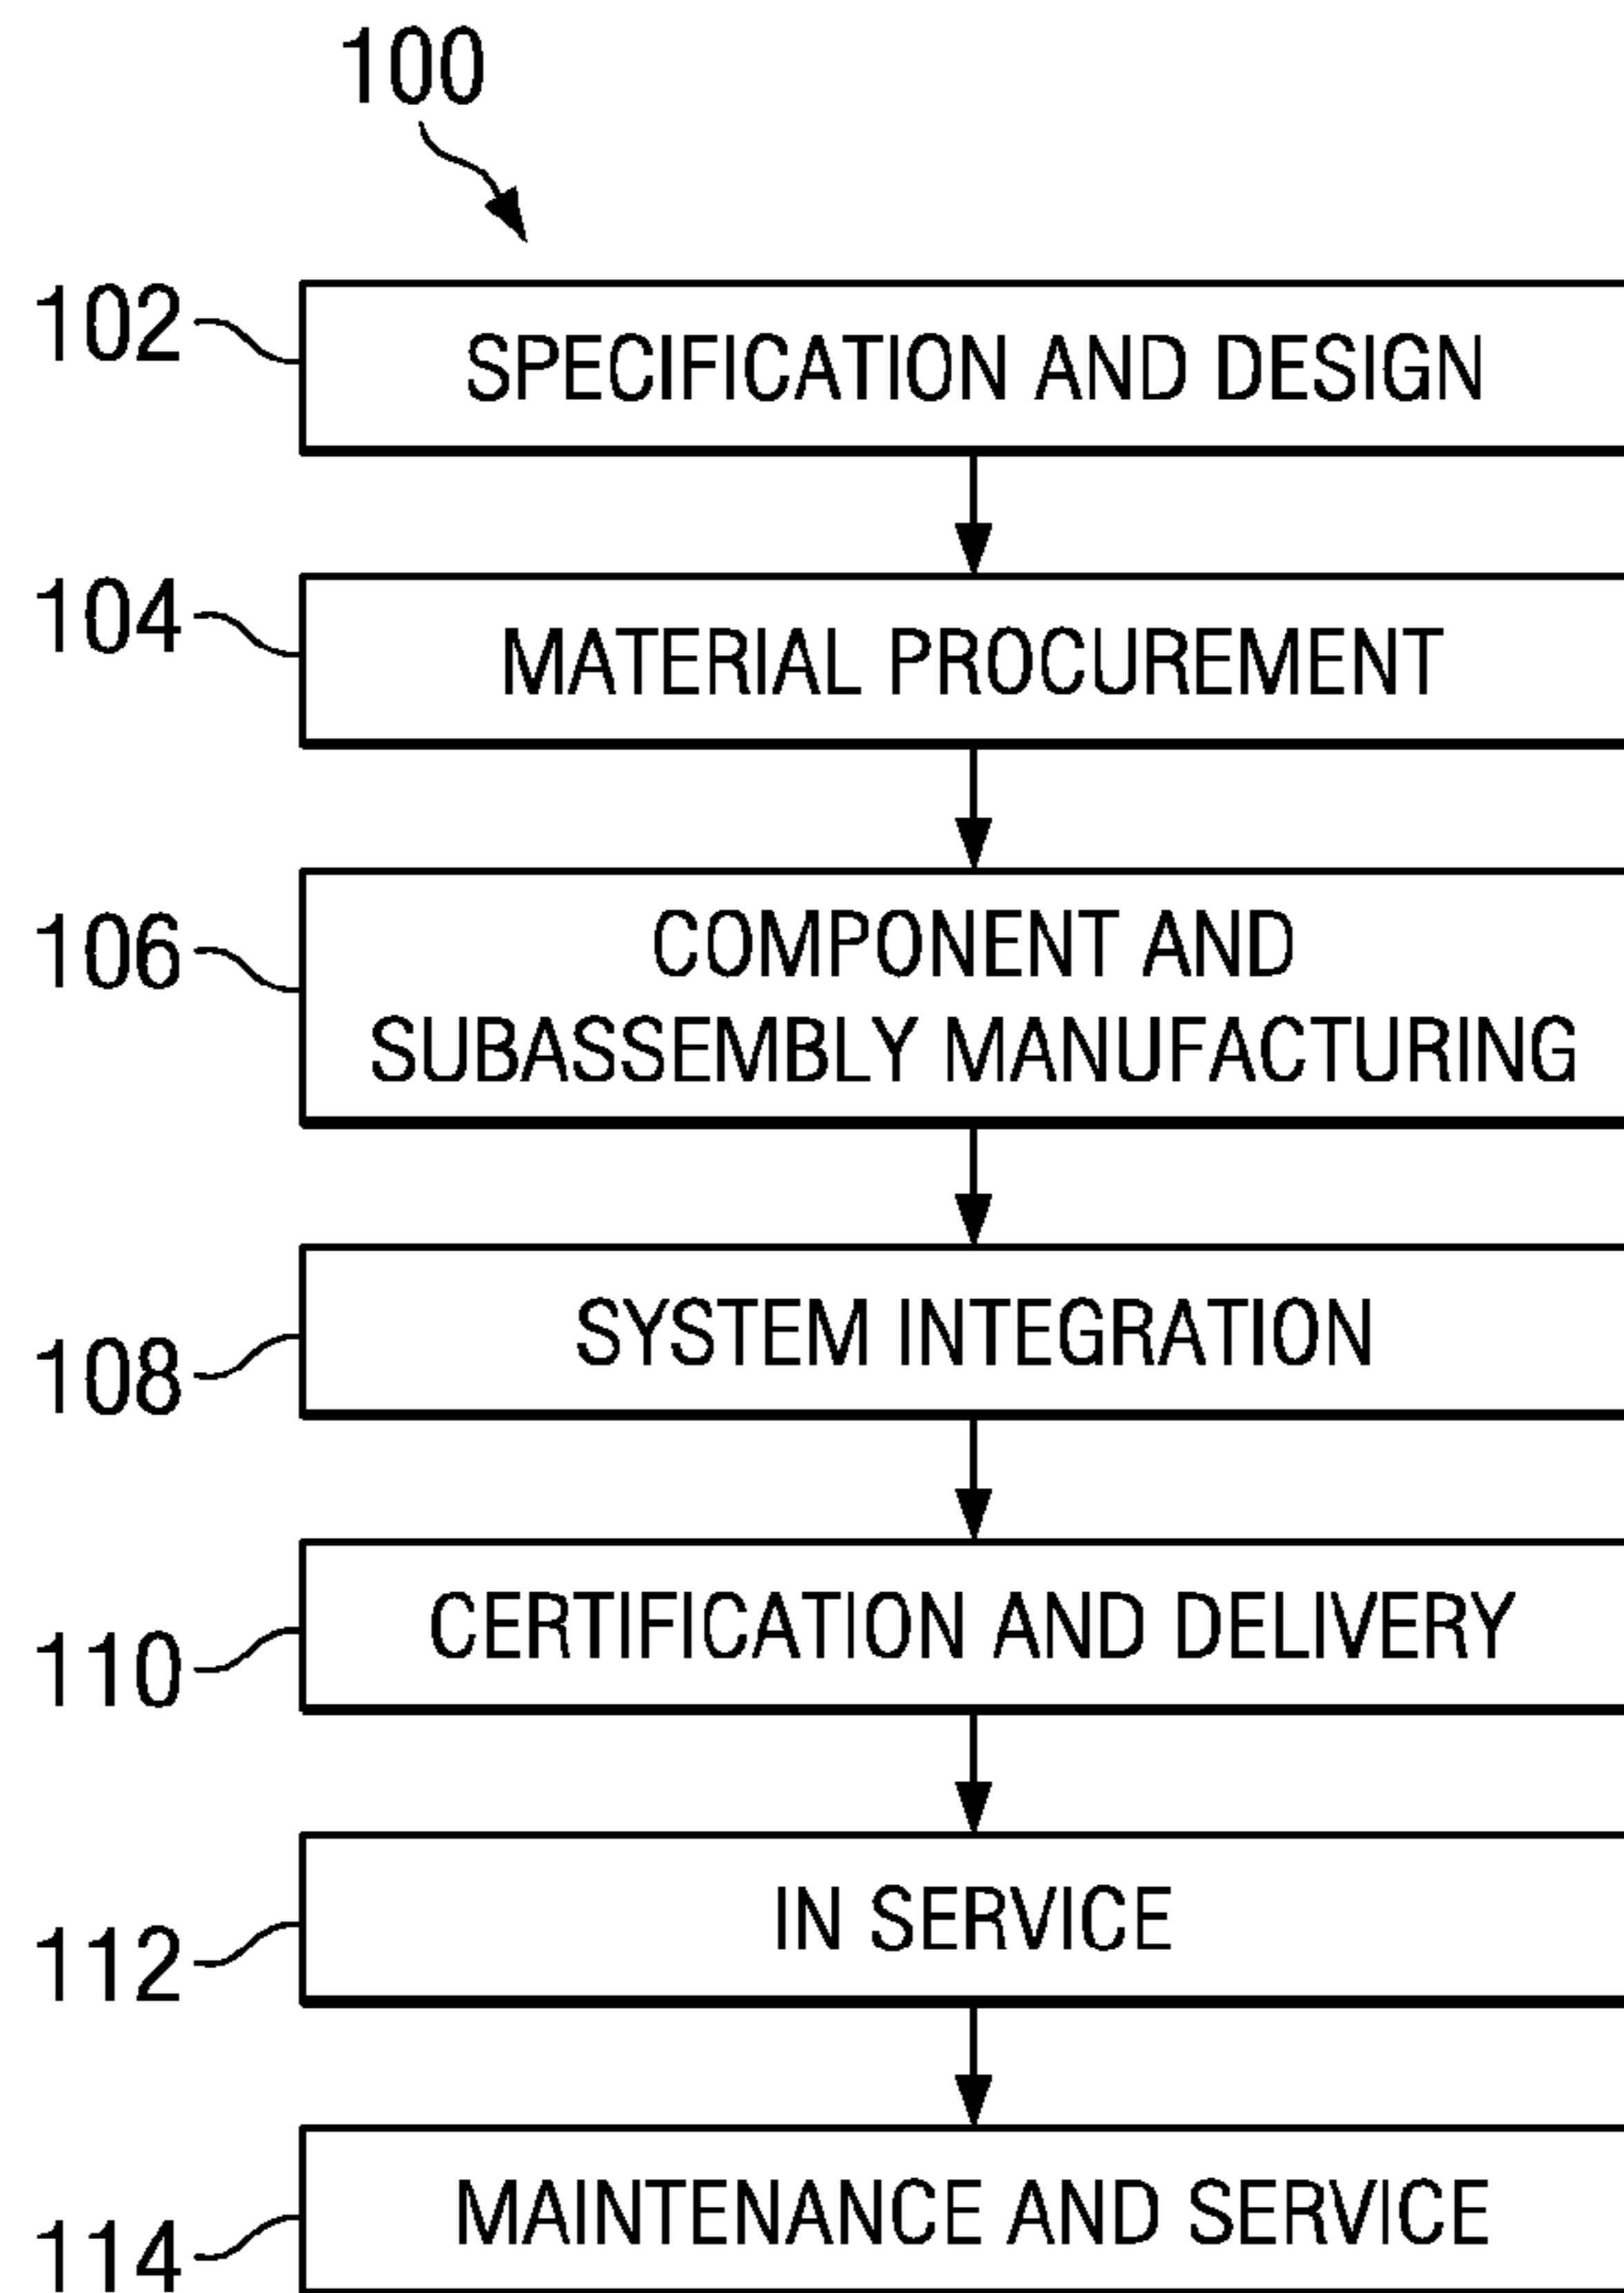 100
102
SPECIFICATION AND DESIGN
104
MATERIAL PROCUREMENT
106
COMPONENT AND
SUBASSEMBLY MANUFACTURING
108
SYSTEM INTEGRATION
110
CERTIFICATION AND DELIVERY
112
IN SERVICE
114
MAINTENANCE AND SERVICE